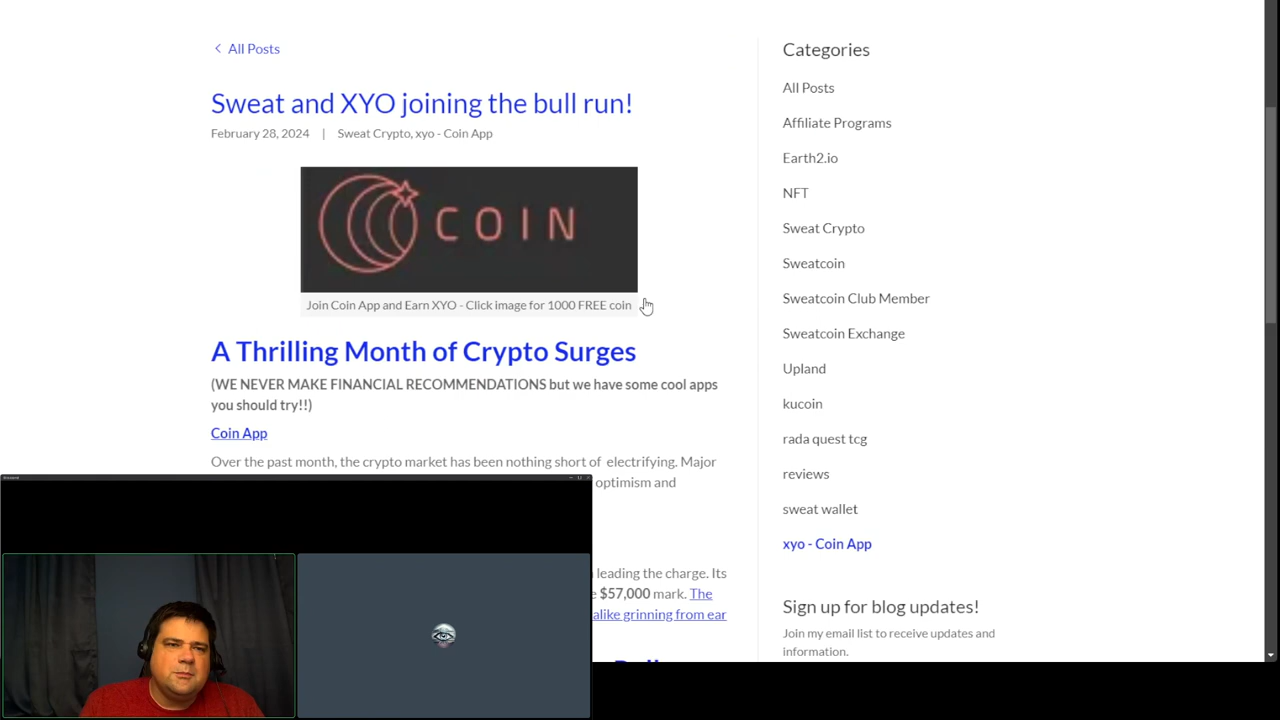 All Posts
Sweat and XYO joining the bull run!
February 28, 2024 | Sweat Crypto, xyo - Coin App
COIN
Join Coin App and Earn XYO - Click image for 1000 FREE coin
A Thrilling Month of Crypto Surges
(WE NEVER MAKE FINANCIAL RECOMMENDATIONS but we have some cool apps
you should try!!)
Coin App
Over the past month, the crypto market has been nothing short of electrifying. Major
optimism and
leading the charge. Its
$57,000 mark. The
alike grinning from ear
Categories
All Posts
Affiliate Programs
Earth2.io
NFT
Sweat Crypto
Sweatcoin
Sweatcoin Club Member
Sweatcoin Exchange
Upland
kucoin
rada quest tcg
reviews
sweat wallet
xyo - Coin App
Sign up for blog updates!
Join my email list to receive updates and
information.